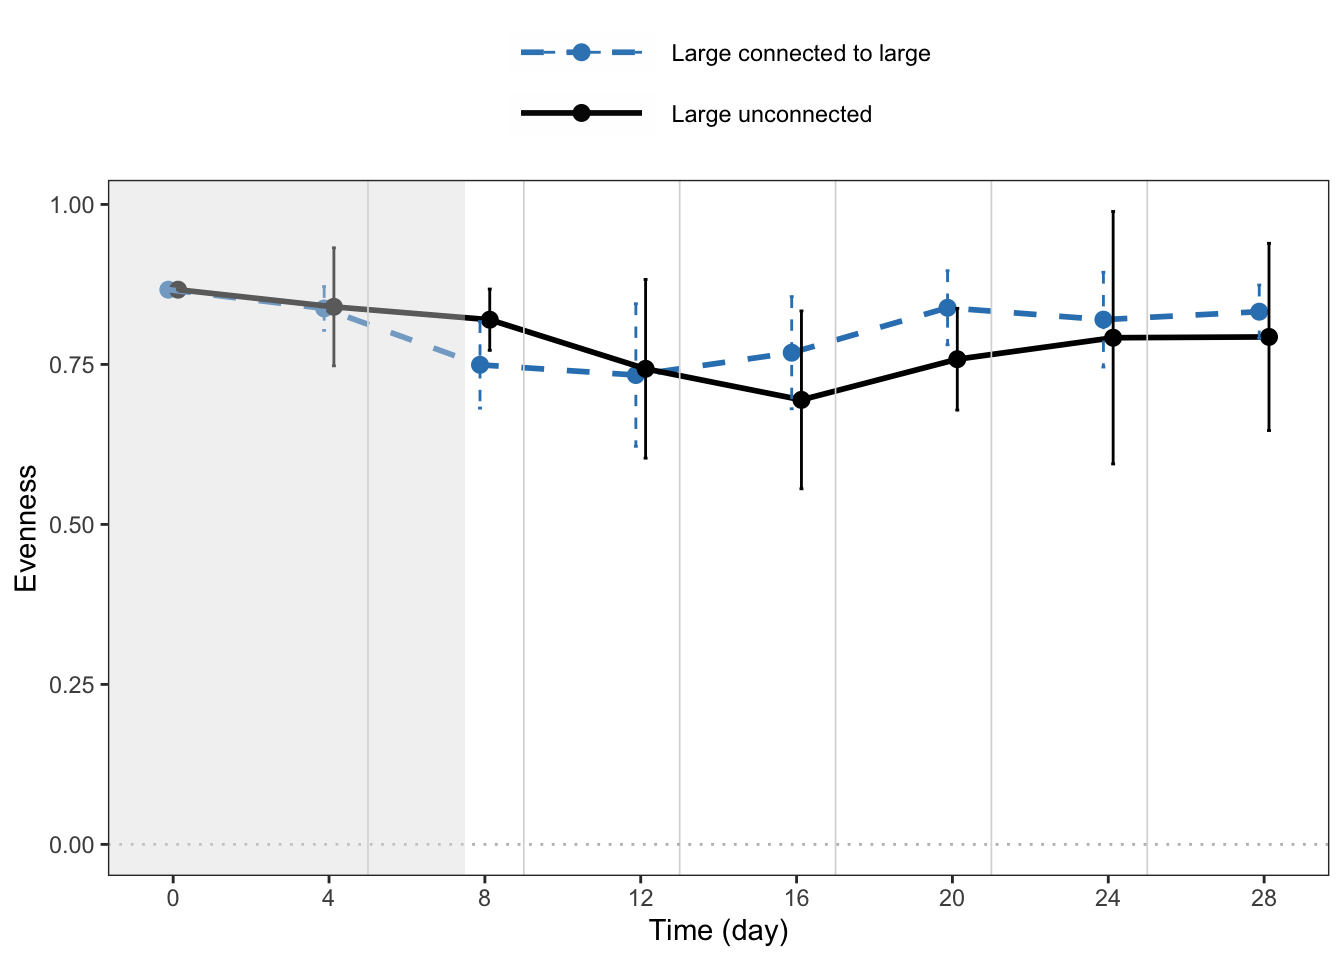 Large connected to large
Large unconnected
1.00
0.75
0.50
0.25
0.00
Evenness
0 4 8 12 16 20 24 28
Time (day)